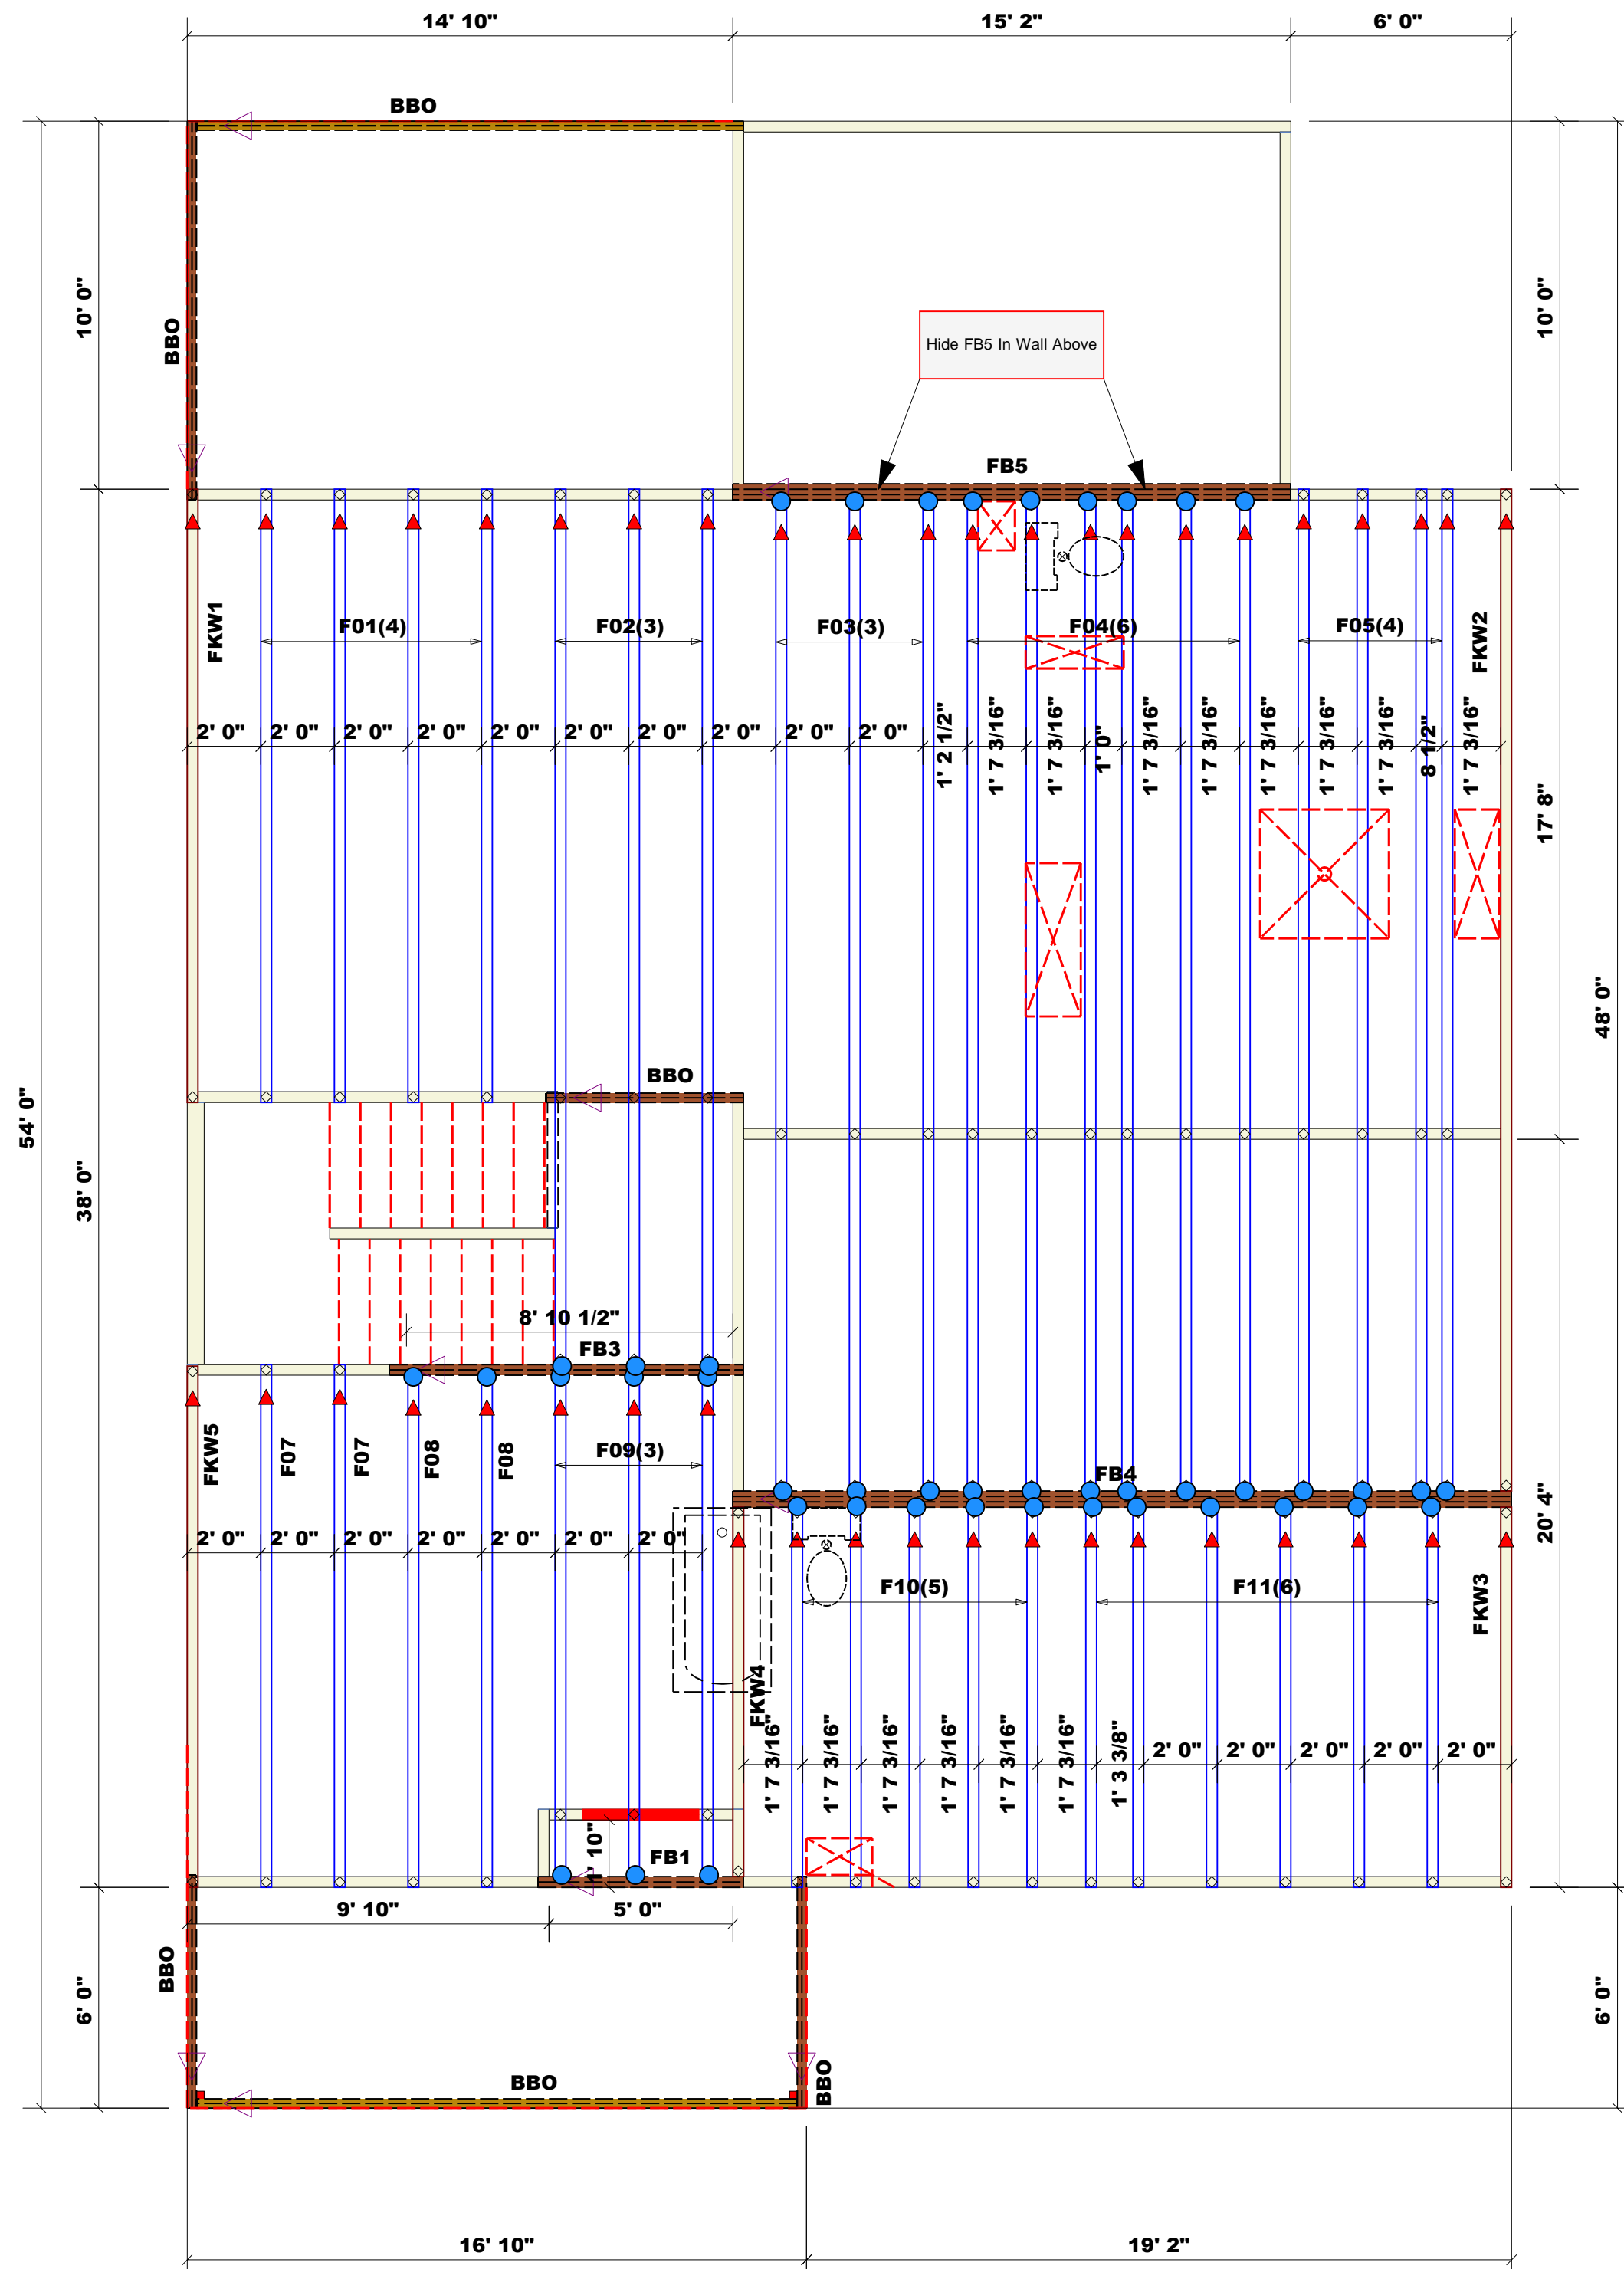 14' 10"
15' 2"
6' 0"
BBO
10' 0"
BBO
10' 0"
Hide FB5 In Wall Above
FB5
FKW1
F01(4)
F02(3)
F03(3)
F04(6)
F05(4)
FKW2
2' 0"
2' 0"
2' 0"
2' 0"
2' 0"
2' 0"
2' 0"
2' 0"
2' 0"
2' 0"
1' 2 1/2"
1' 7 3/16"
1' 7 3/16"
1' 0"
1' 7 3/16"
1' 7 3/16"
1' 7 3/16"
1' 7 3/16"
1' 7 3/16"
8 1/2"
1' 7 3/16"
17' 8"
48' 0"
54' 0"
38' 0"
BBO
8' 10 1/2"
FB3
FKW5
F07
F07
F08
F08
F09(3)
FB4
20' 4"
2' 0"
2' 0"
2' 0"
2' 0"
2' 0"
2' 0"
2' 0"
F10(5)
F11(6)
FKW3
FKW4
1' 7 3/16"
1' 7 3/16"
1' 7 3/16"
1' 7 3/16"
1' 7 3/16"
1' 7 3/16"
1' 3 3/8"
2' 0"
2' 0"
2' 0"
2' 0"
2' 0"
1' 10"
FB1
9' 10"
5' 0"
BBO
6' 0"
6' 0"
BBO
BBO
16' 10"
19' 2"